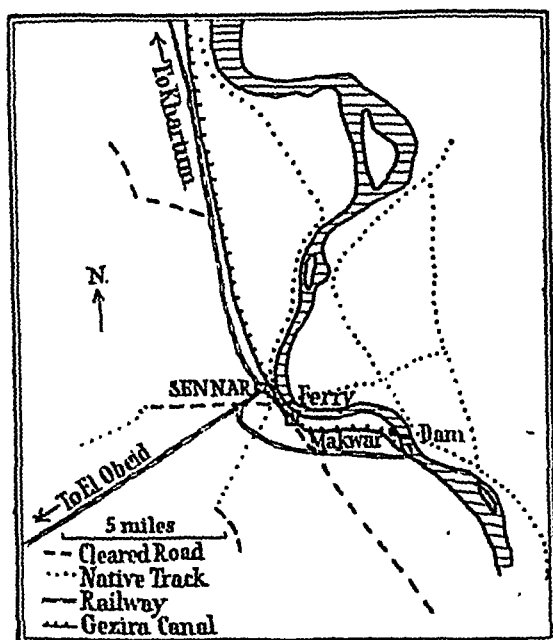 To Khartum
N.
SENNAR
Ferry
Makwar
Dam
To El Obeid
5 miles
Cleared Road
Native Track
Railway
Gezira Canal